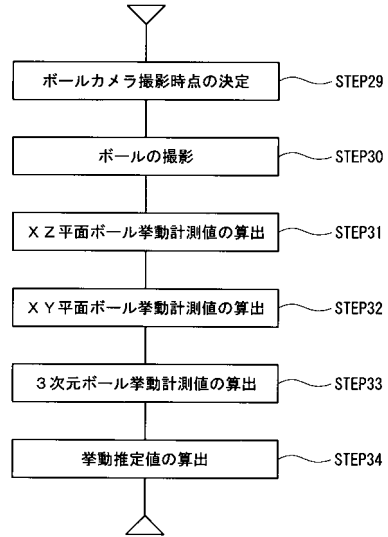 ボールカメラ撮影時点の決定 STEP29
ボールの撮影 STEP30
XZ平面ボール挙動計測値の算出 STEP31
XY平面ボール挙動計測値の算出 STEP32
3次元ボール挙動計測値の算出 STEP33
挙動推定値の算出 STEP34